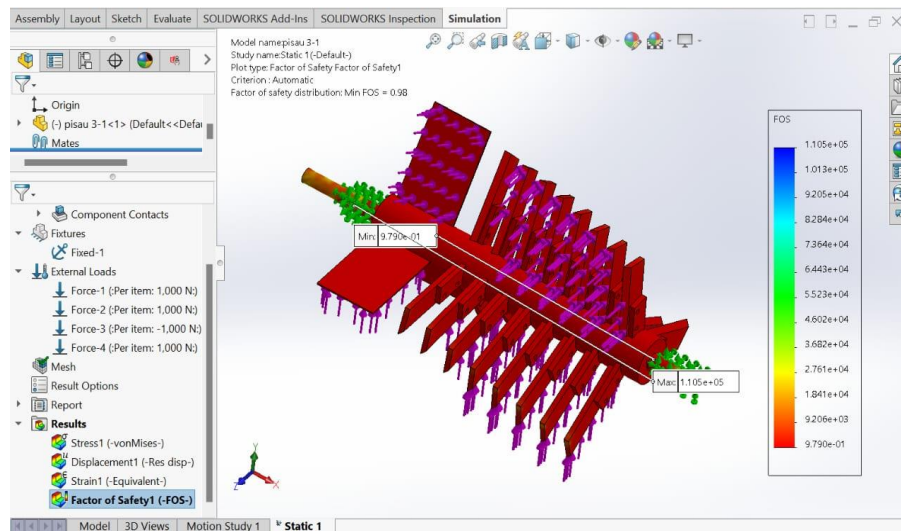 Assembly Layout Sketch Evaluate SOLIDWORKS Add-Ins SOLIDWORKS Inspection Simulation
Model name:pisau 3-1
Study name:Static 1(-Default-)
Plot type: Factor of Safety Factor of Safety1
Criterion : Automatic
Factor of safety distribution: Min FOS = 0.98
Origin
(-) pisau 3-1<1> (Default<<Defau
Mates
Component Contacts
Fixtures
Fixed-1
External Loads
Force-1 (:Per item: 1,000 N:)
Force-2 (:Per item: 1,000 N:)
Force-3 (:Per item: -1,000 N:)
Force-4 (:Per item: 1,000 N:)
Mesh
Result Options
Report
Results
Stress1 (-vonMises-)
Displacement1 (-Res disp-)
Strain1 (-Equivalent-)
Factor of Safety1 (-FOS-)
Min: 9.790e-01
Max: 1.105e+05
FOS
1.105e+05
1.013e+05
9.205e+04
8.284e+04
7.364e+04
6.443e+04
5.523e+04
4.602e+04
3.682e+04
2.761e+04
1.841e+04
9.206e+03
9.790e-01
Y
X
Z
Model 3D Views Motion Study 1 Static 1